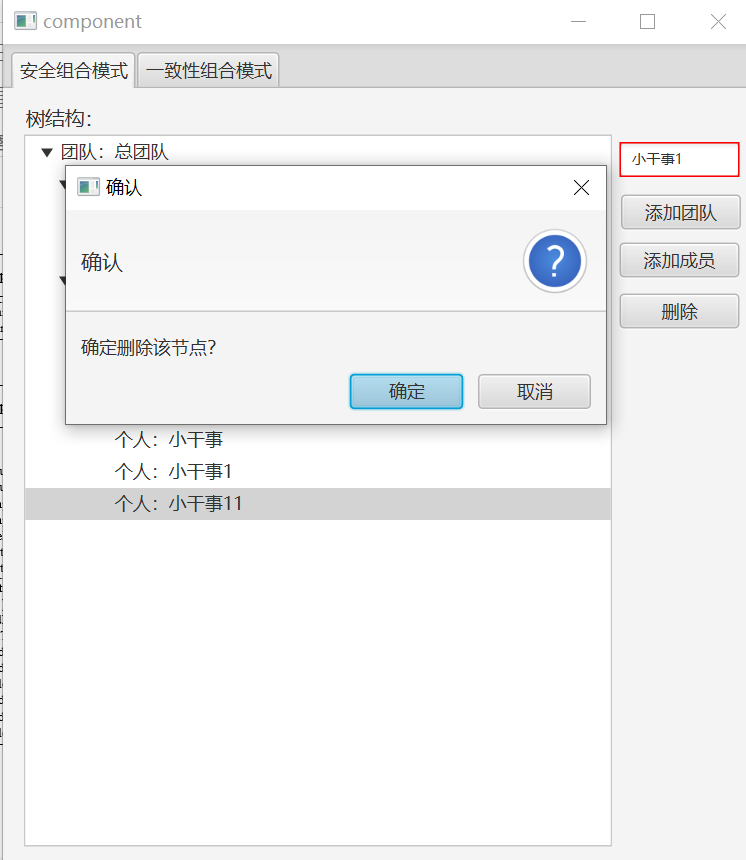 component
安全组合模式 一致性组合模式
树结构：
团队：总团队
小干事1
添加团队
添加成员
删除
确认
确认
确定删除该节点?
确定 取消
个人：小干事
个人：小干事1
个人：小干事11